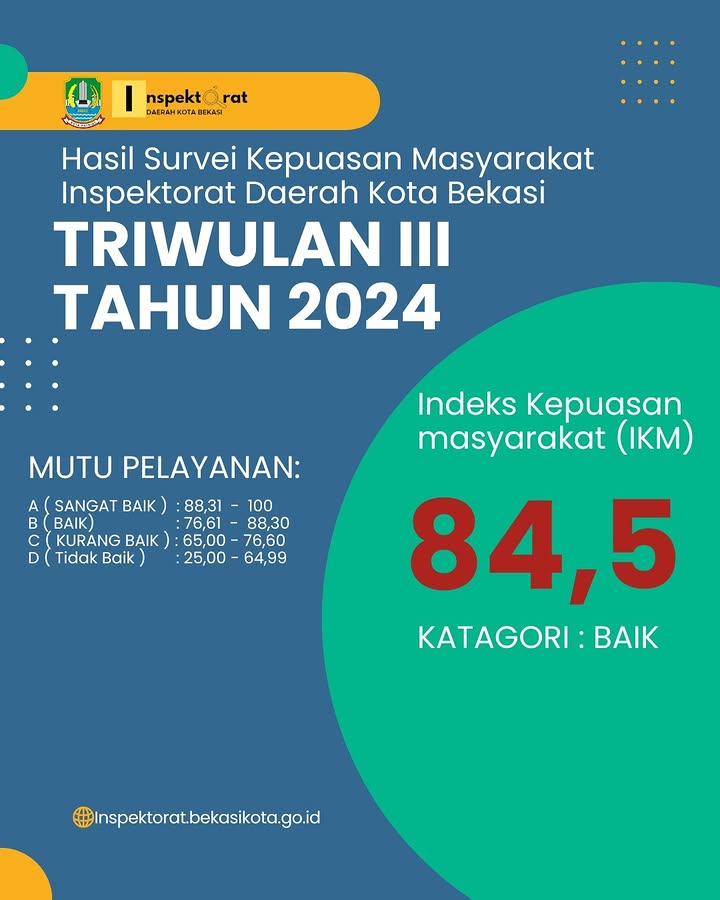 Inspektorat
DAERAH KOTA BEKASI
Hasil Survei Kepuasan Masyarakat
Inspektorat Daerah Kota Bekasi
TRIWULAN III
TAHUN 2024
Indeks Kepuasan
masyarakat (IKM)
84,5
KATAGORI : BAIK
MUTU PELAYANAN:
A ( SANGAT BAIK ) : 88,31 - 100
B ( BAIK) : 76,61 - 88,30
C ( KURANG BAIK ) : 65,00 - 76,60
D ( Tidak Baik ) : 25,00 - 64,99
Inspektorat.bekasikota.go.id